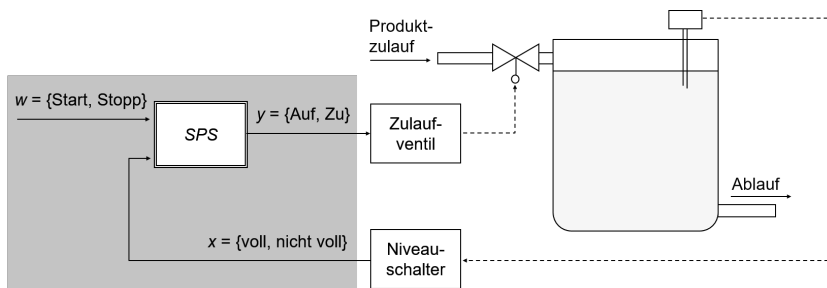 Produkt-
zulauf
w = {Start, Stopp}
SPS
y = {Auf, Zu}
Zulauf-
ventil
Ablauf
x = {voll, nicht voll}
Niveau-
schalter